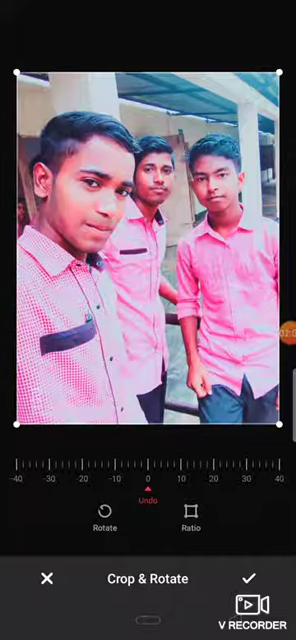 -40 -30 -20 -10 0 10 20 30 40
Undo
Rotate Ratio
Crop & Rotate
V RECORDER